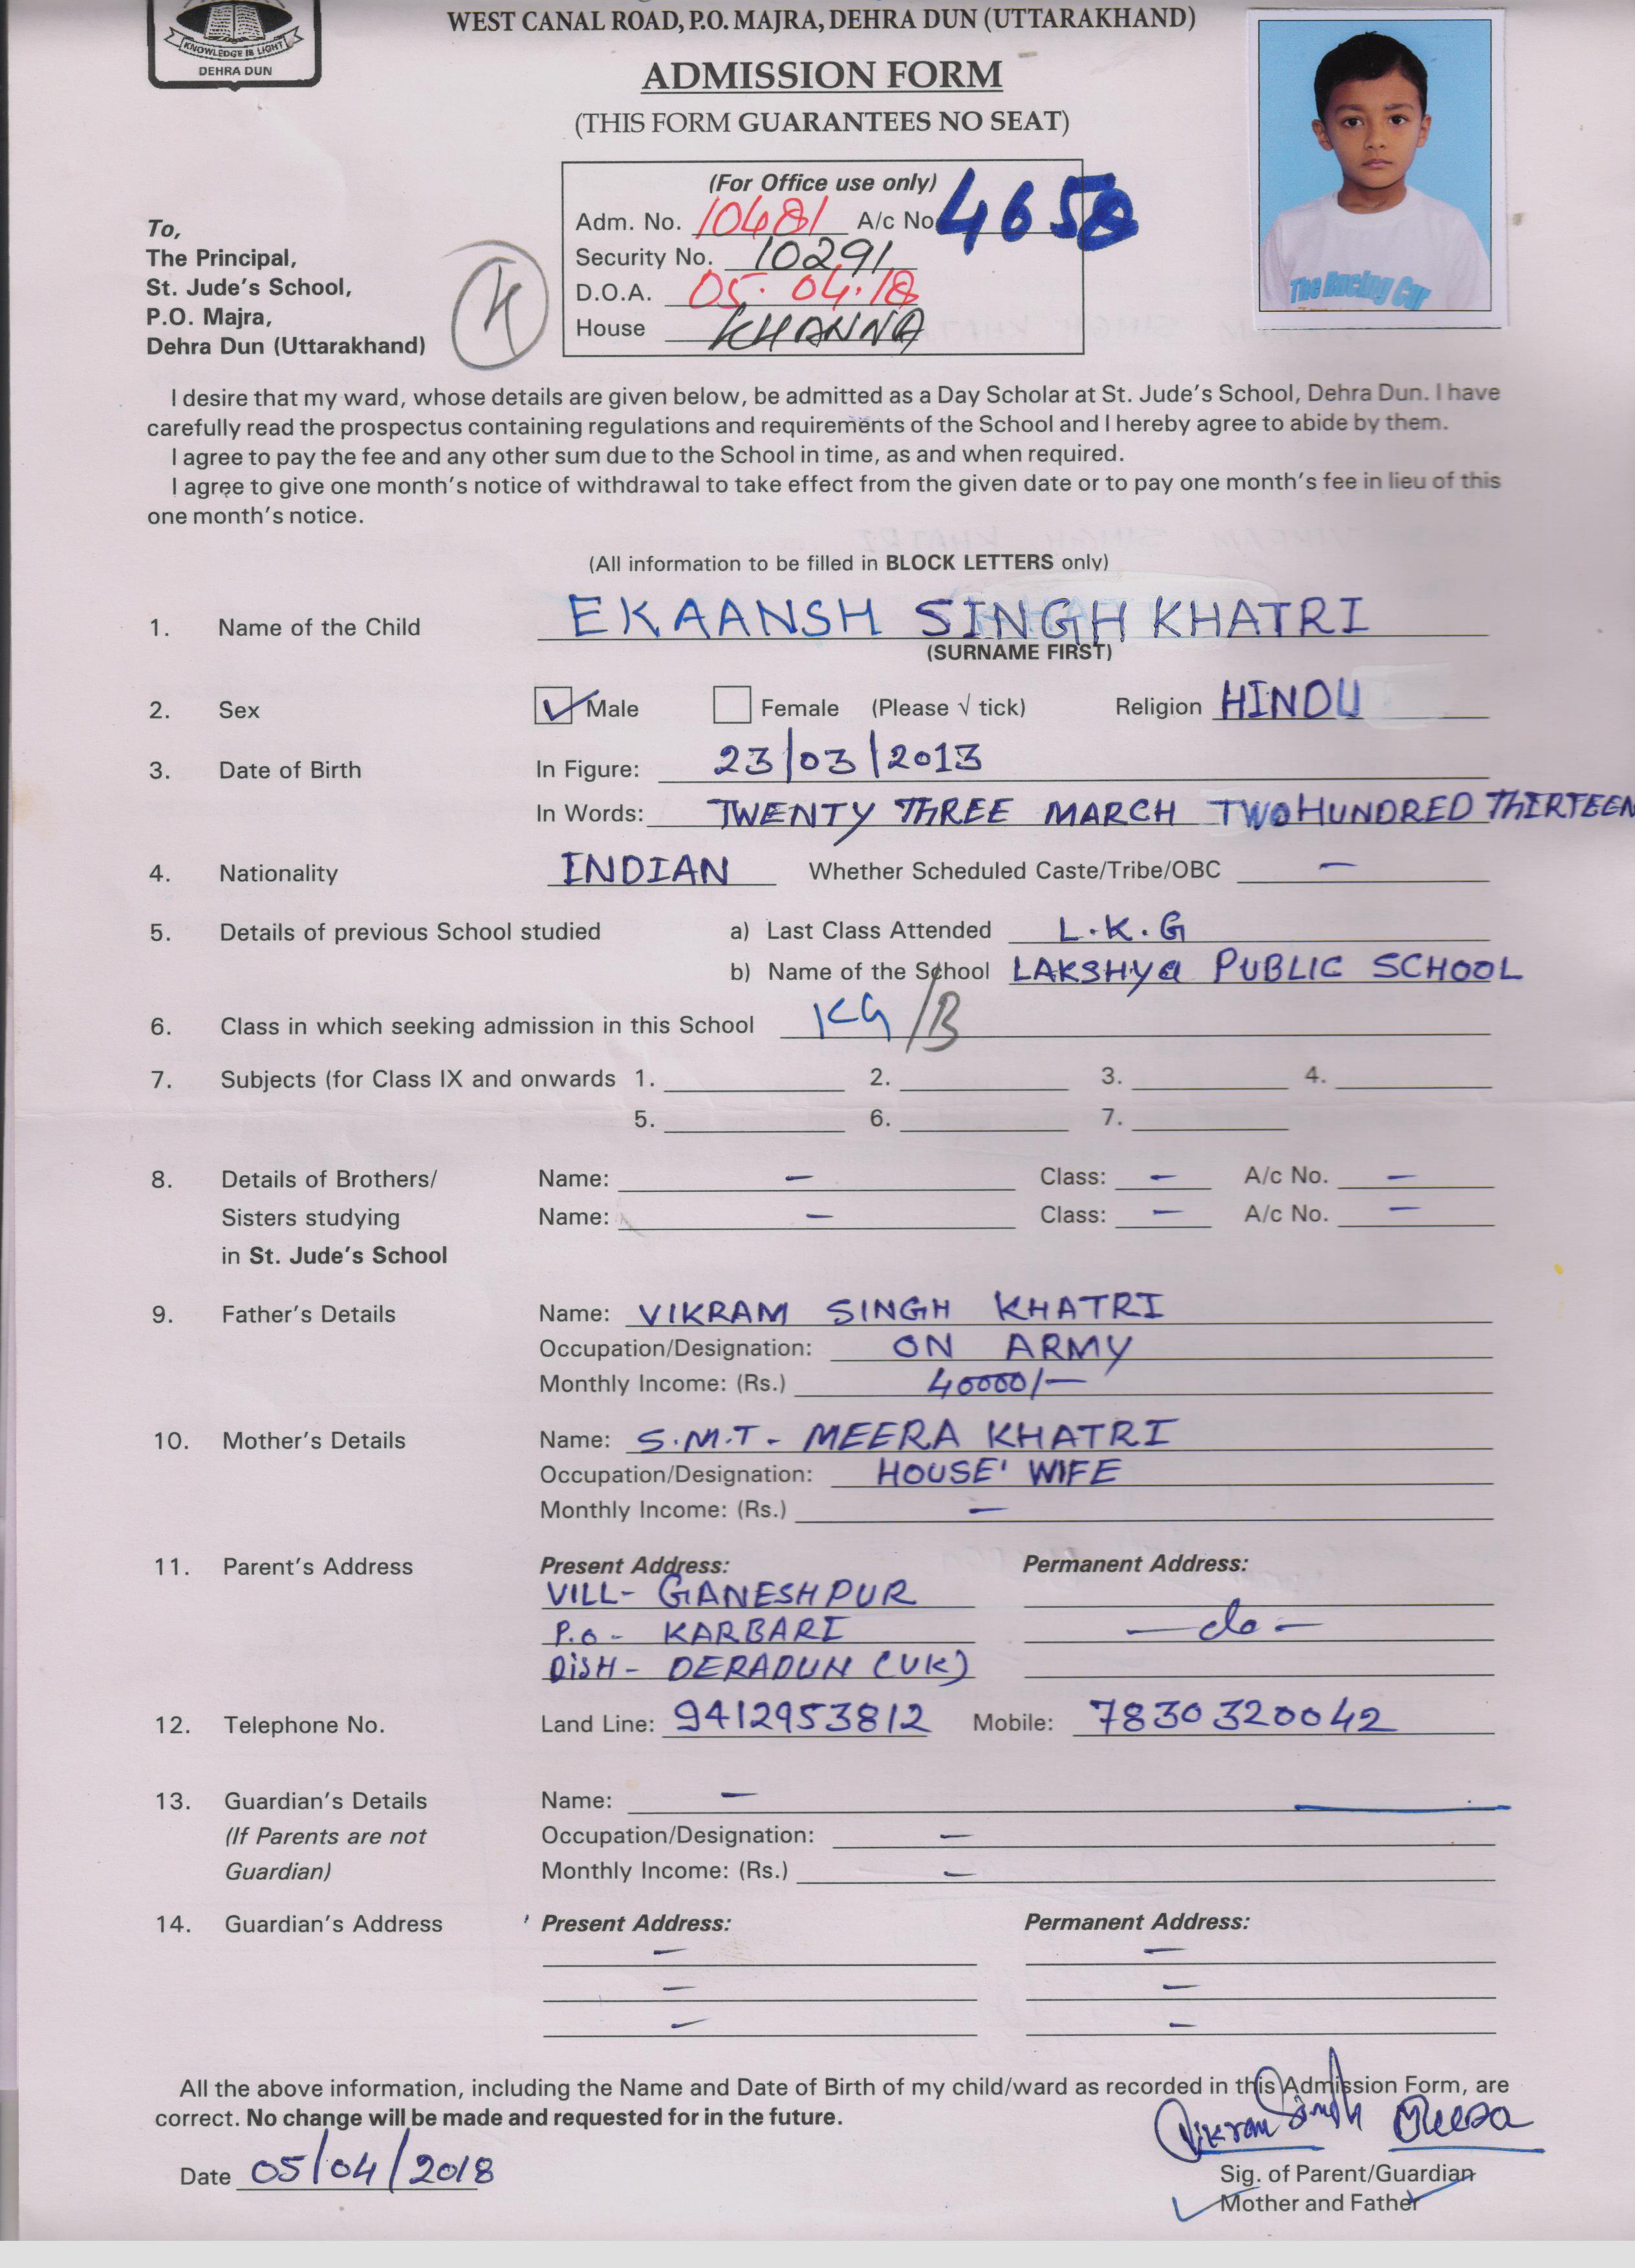 KNOWLEDGE IS LIGHT
DEHRA DUN
WEST CANAL ROAD, P.O. MAJRA, DEHRA DUN (UTTARAKHAND)
ADMISSION FORM
(THIS FORM GUARANTEES NO SEAT)
(For Office use only)
Adm. No. 10481 A/c No. 4658
Security No. 10291
D.O.A. 05.04.18
House KHANNA
To,
The Principal,
St. Jude's School,
P.O. Majra,
Dehra Dun (Uttarakhand)
The Racing Car
I desire that my ward, whose details are given below, be admitted as a Day Scholar at St. Jude's School, Dehra Dun. I have
carefully read the prospectus containing regulations and requirements of the School and I hereby agree to abide by them.
I agree to pay the fee and any other sum due to the School in time, as and when required.
I agree to give one month's notice of withdrawal to take effect from the given date or to pay one month's fee in lieu of this
one month's notice.
(All information to be filled in BLOCK LETTERS only)
1. Name of the Child EKAANSH SINGH KHATRI
(SURNAME FIRST)
2. Sex Male Female (Please √ tick) Religion HINDU
3. Date of Birth In Figure: 23/03/2013
In Words: TWENTY THREE MARCH TWO HUNDRED THIRTEEN
4. Nationality INDIAN Whether Scheduled Caste/Tribe/OBC —
5. Details of previous School studied a) Last Class Attended L.K.G
b) Name of the School LAKSHYa PUBLIC SCHOOL
6. Class in which seeking admission in this School KG/B
7. Subjects (for Class IX and onwards 1. 2. 3. 4.
5. 6. 7.
8. Details of Brothers/ Name: — Class: — A/c No. —
Sisters studying Name: — Class: — A/c No. —
in St. Jude's School
9. Father's Details Name: VIKRAM SINGH KHATRI
Occupation/Designation: ON ARMY
Monthly Income: (Rs.) 40000/—
10. Mother's Details Name: S.M.T- MEERA KHATRI
Occupation/Designation: HOUSE' WIFE
Monthly Income: (Rs.) —
11. Parent's Address Present Address: Permanent Address:
VILL- GANESHPUR
P.o- KARBARI — do -
DiSH- DERADUN (UK)
12. Telephone No. Land Line: 9412953812 Mobile: 7830320042
13. Guardian's Details Name: —
(If Parents are not Occupation/Designation: —
Guardian) Monthly Income: (Rs.) —
14. Guardian's Address Present Address: Permanent Address:
— —
— —
— —
All the above information, including the Name and Date of Birth of my child/ward as recorded in this Admission Form, are
correct. No change will be made and requested for in the future.
Vikram Singh Meera
Date 05/04/2018
Sig. of Parent/Guardian
Mother and Father